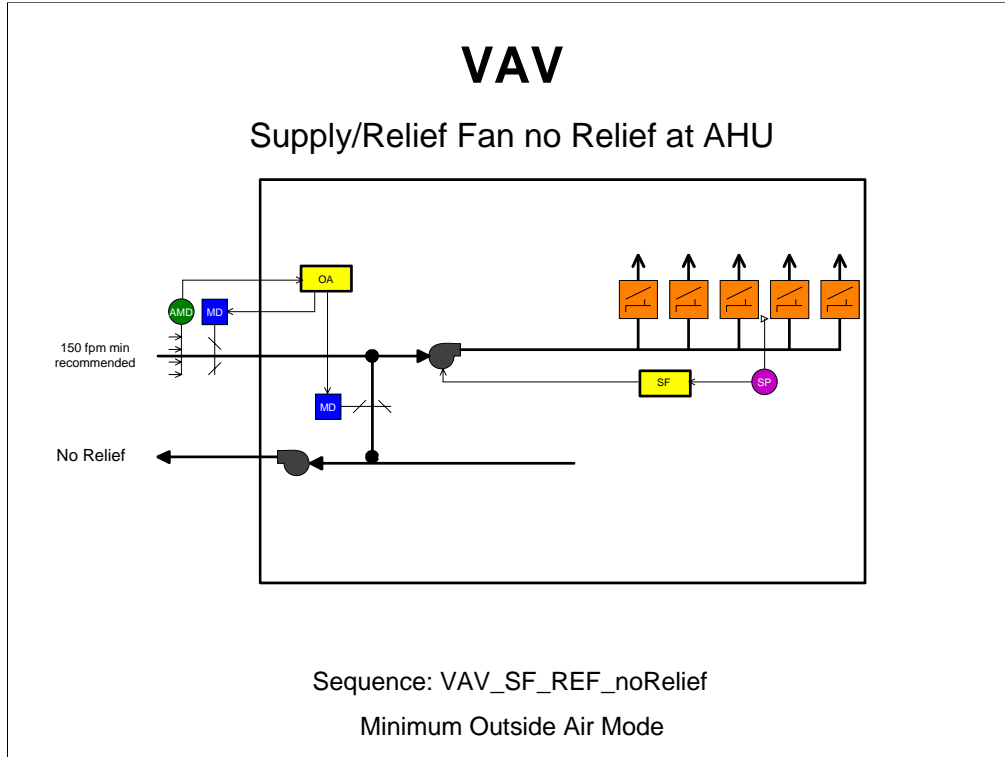 VAV
Supply/Relief Fan no Relief at AHU
OA
AMD
MD
150 fpm min
recommended
SF
SP
MD
No Relief
Sequence: VAV_SF_REF_noRelief
Minimum Outside Air Mode